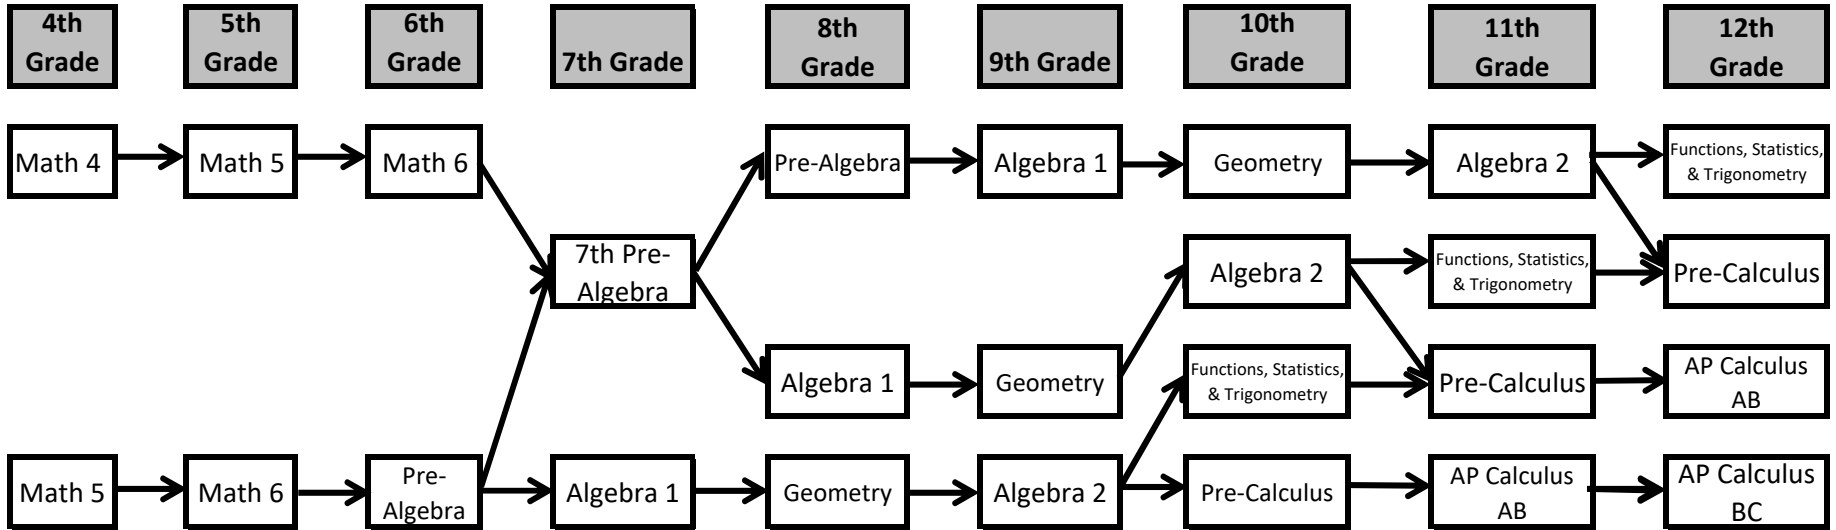 4th
Grade
5th
Grade
6th
Grade
7th Grade
8th
Grade
9th Grade
10th
Grade
11th
Grade
12th
Grade
Math 4
Math 5
Math 6
Pre-Algebra
Algebra 1
Geometry
Algebra 2
Functions, Statistics,
& Trigonometry
7th Pre-
Algebra
Algebra 2
Functions, Statistics,
& Trigonometry
Pre-Calculus
Algebra 1
Geometry
Functions, Statistics,
& Trigonometry
Pre-Calculus
AP Calculus
AB
Math 5
Math 6
Pre-
Algebra
Algebra 1
Geometry
Algebra 2
Pre-Calculus
AP Calculus
AB
AP Calculus
BC